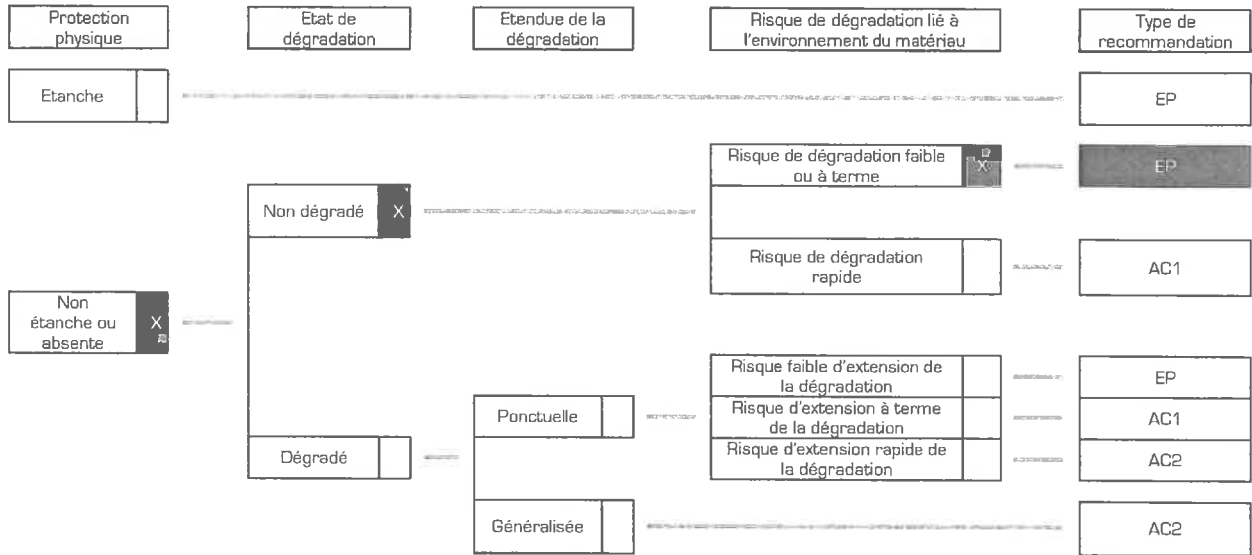 Protection
physique
Etat de
dégradation
Etendue de la
dégradation
Risque de dégradation lié à
l'environnement du matériau
Type de
recommandation
Etanche
EP
Risque de dégradation faible
ou à terme
X
EP
Non dégradé
X
Risque de dégradation
rapide
AC1
Non
étanche ou
absente
X
Risque faible d'extension de
la dégradation
EP
Ponctuelle
Risque d'extension à terme
de la dégradation
AC1
Dégradé
Risque d'extension rapide de
la dégradation
AC2
Généralisée
AC2